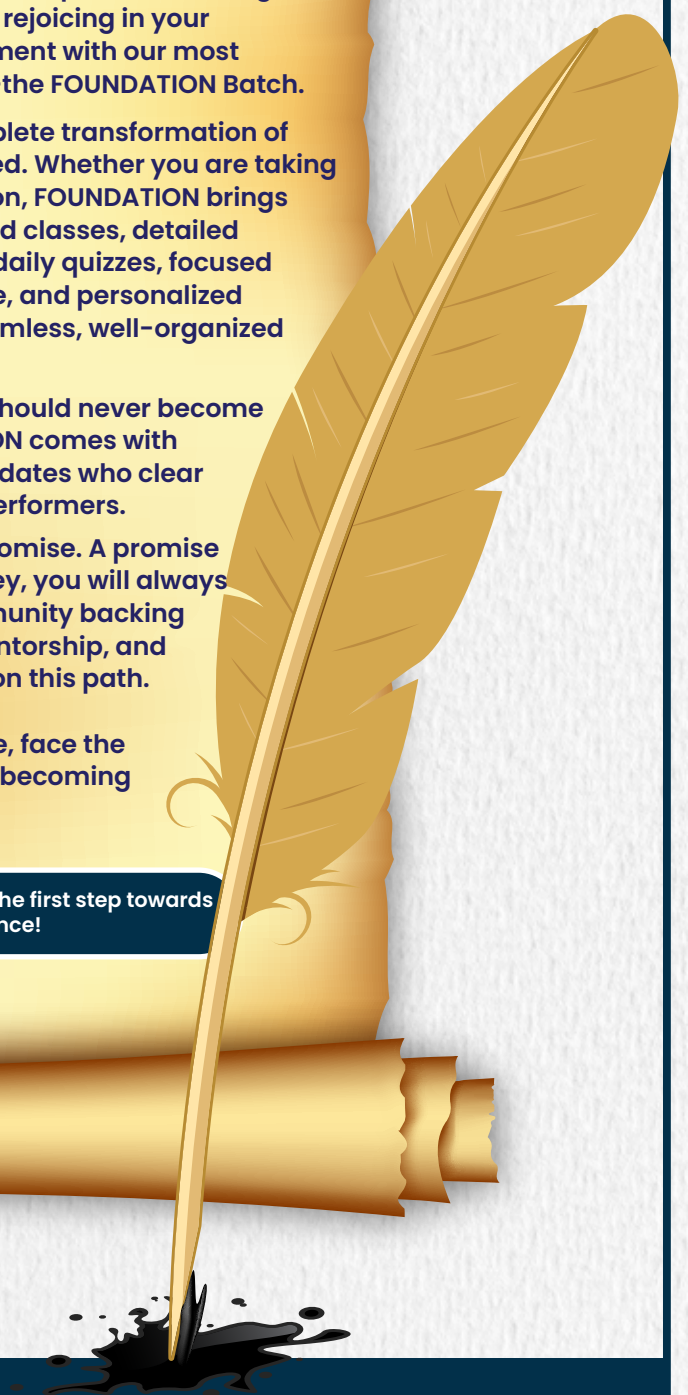 rejoicing in your
ment with our most
the FOUNDATION Batch.
plete transformation of
ed. Whether you are taking
on, FOUNDATION brings
d classes, detailed
daily quizzes, focused
e, and personalized
mless, well-organized
hould never become
ON comes with
dates who clear
erformers.
omise. A promise
ey, you will always
munity backing
ntorship, and
on this path.
e, face the
becoming
he first step towards
nce!